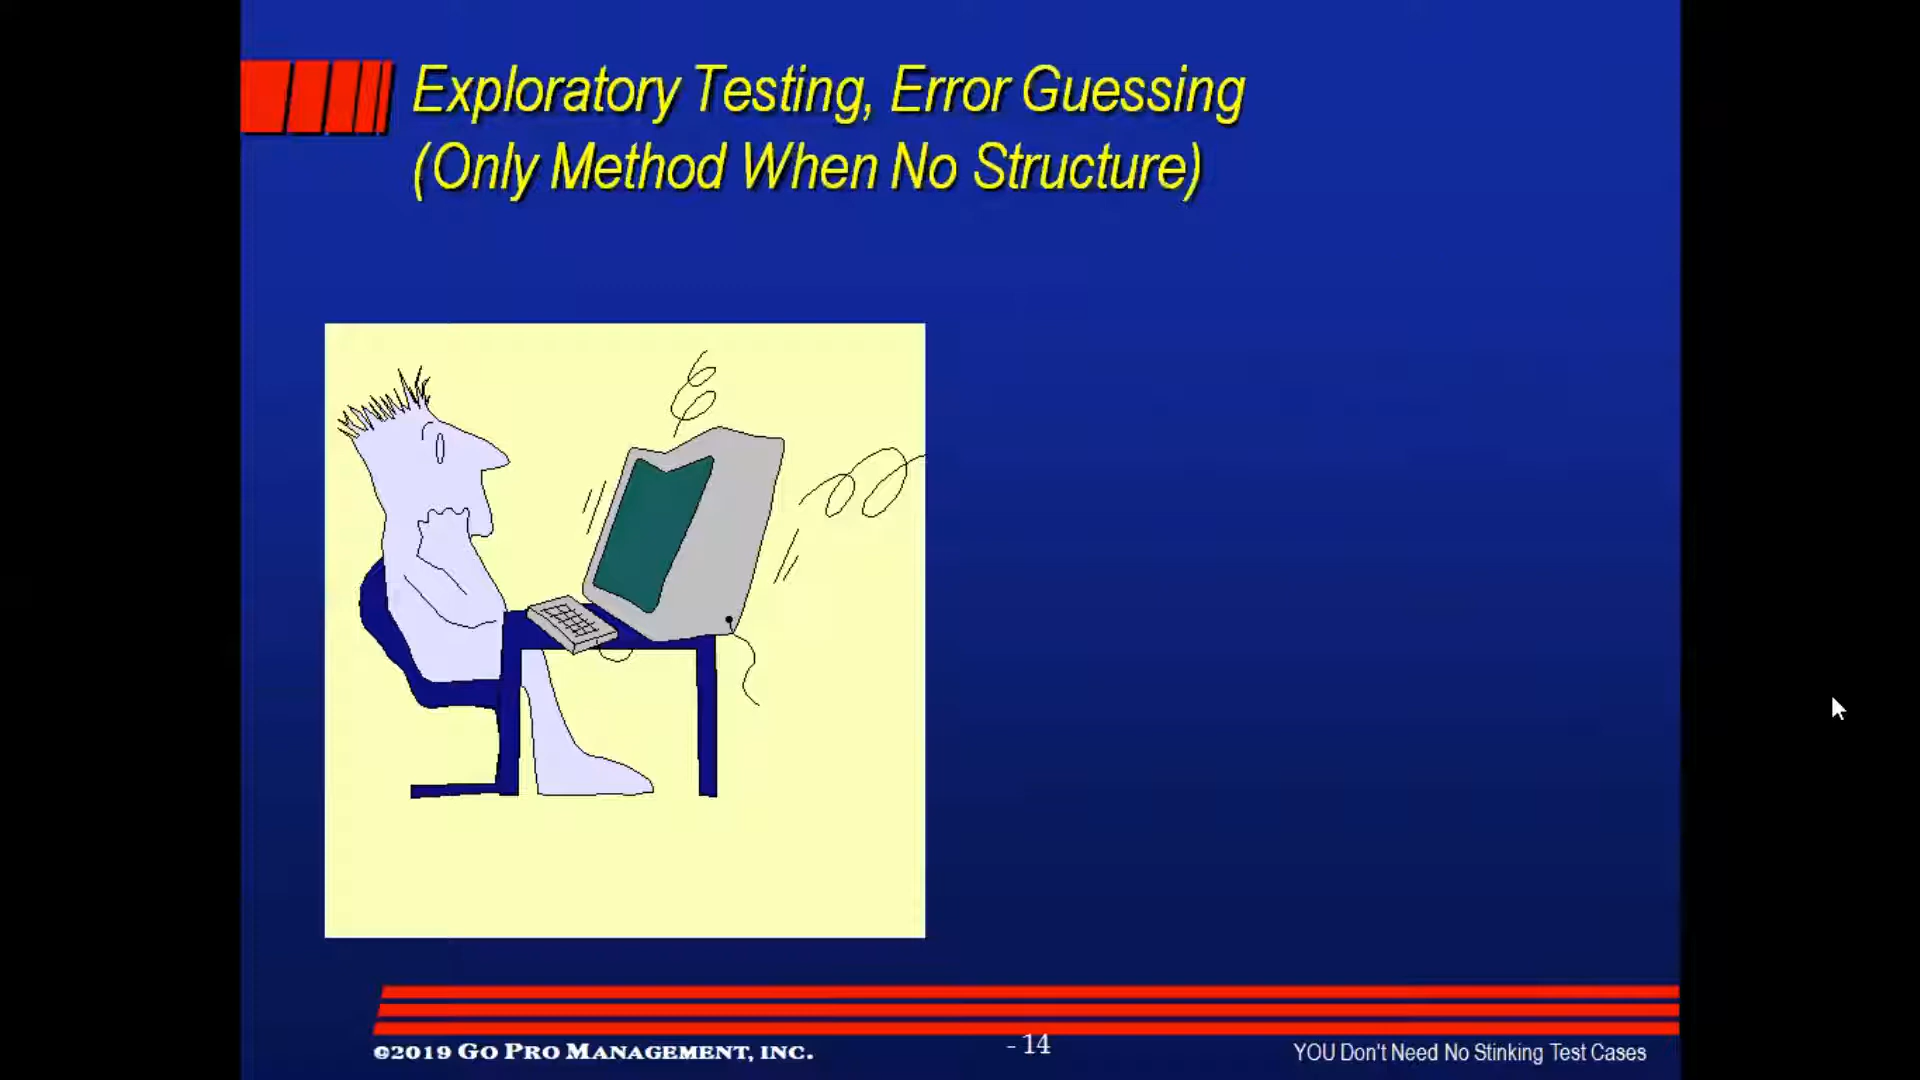 Exploratory Testing, Error Guessing
(Only Method When No Structure)
©2019 GO PRO MANAGEMENT, INC.
- 14
YOU Don't Need No Stinking Test Cases